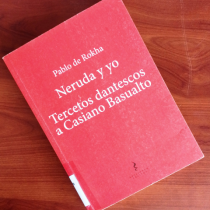 Pablo de Rokha
Neruda y yo
Tercetos dantescos
a Casiano Basualto